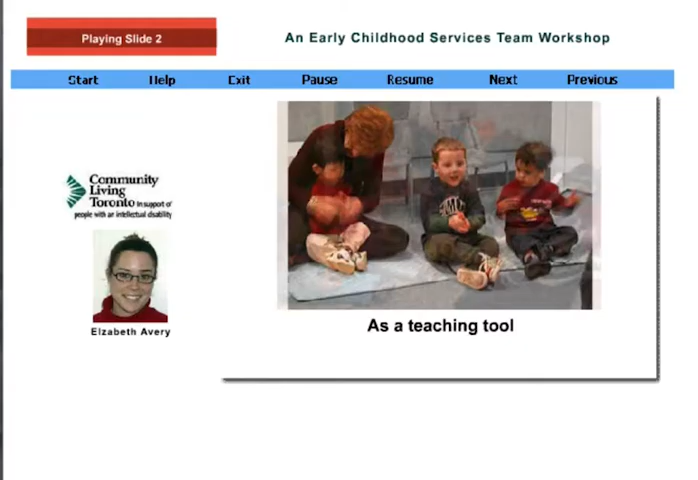 Playing Slide 2
An Early Childhood Services Team Workshop
Start Help Exit Pause Resume Next Previous
Community
Living
Toronto In support of
people with an intellectual disability
Elzabeth Avery
As a teaching tool